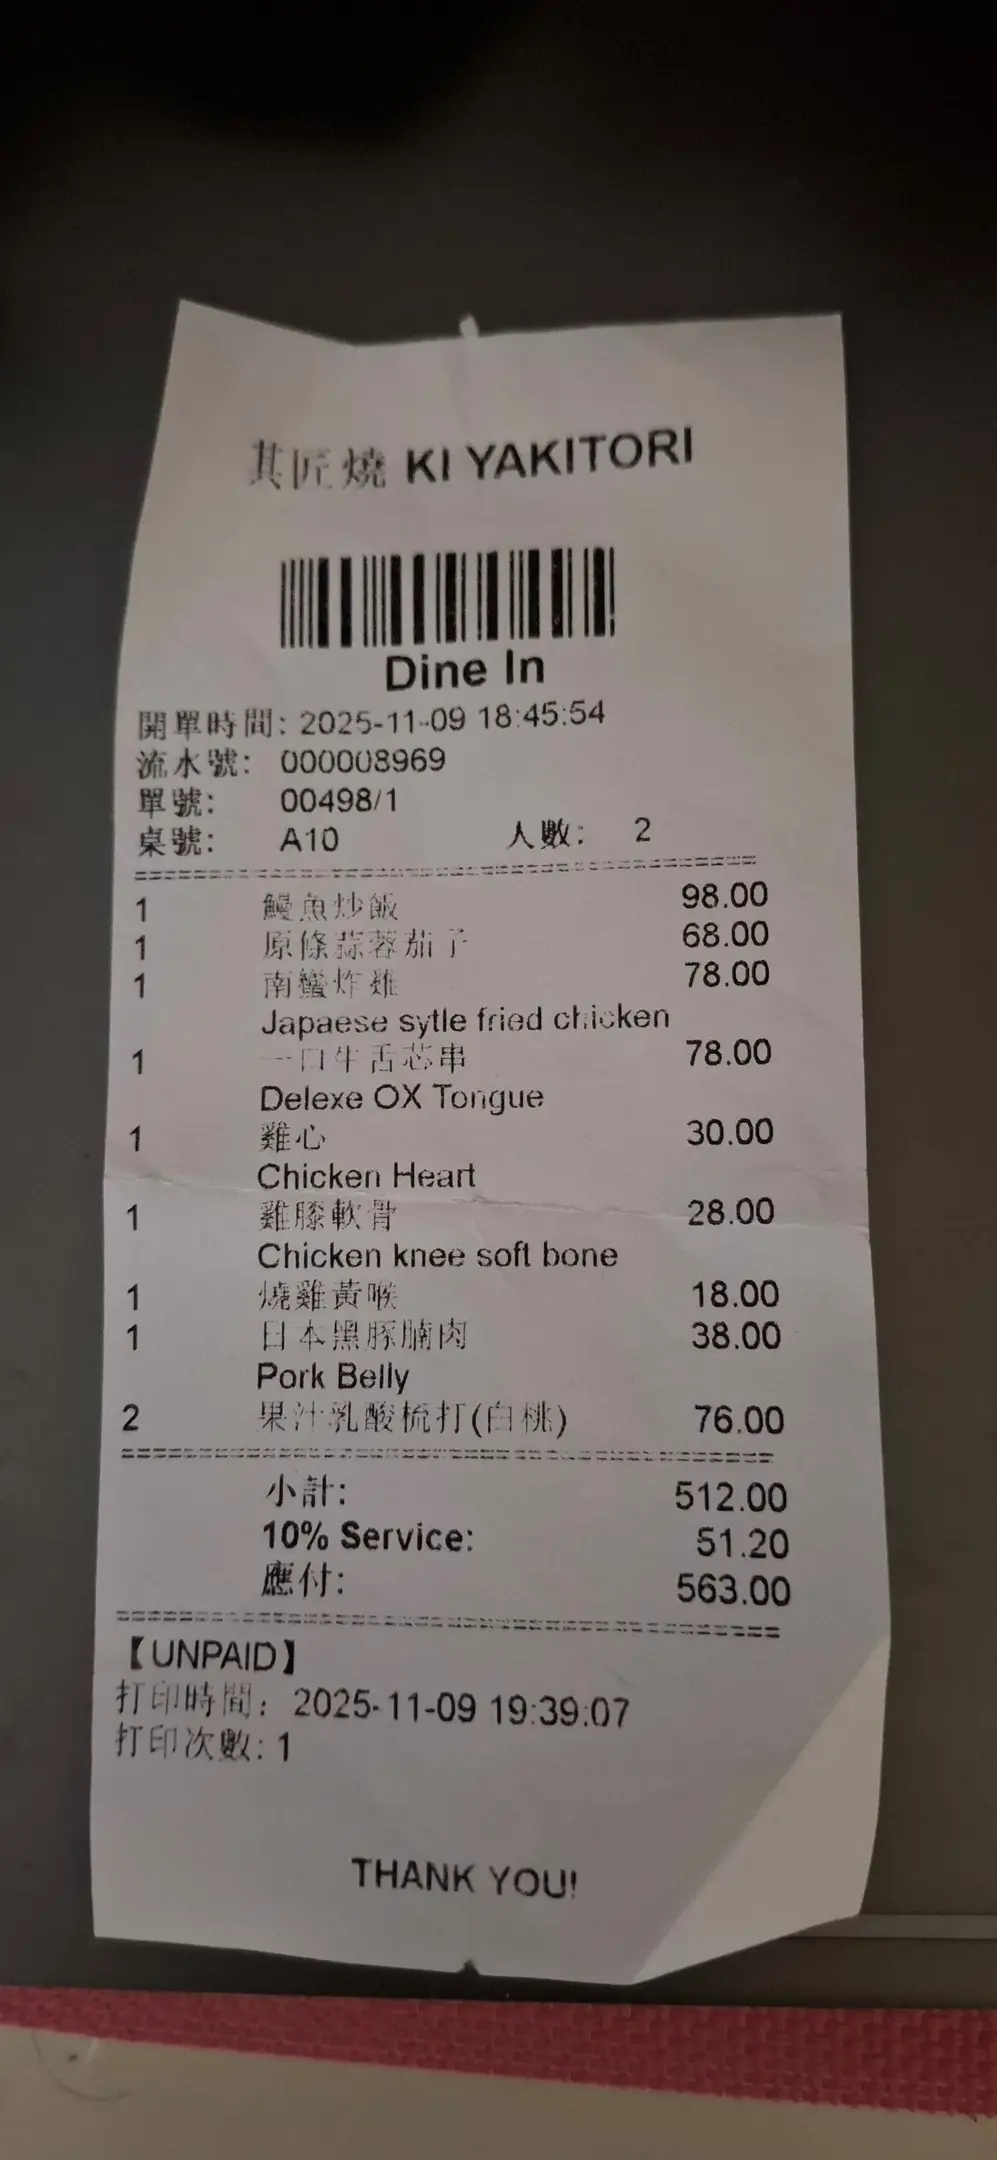 其匠燒 KI YAKITORI
Dine In
開單時間: 2025-11-09 18:45:54
流水號: 000008969
單號: 00498/1
桌號: A10 人數: 2
1 鰻魚炒飯 98.00
1 原條蒜蓉茄子 68.00
1 南蠻炸雞 78.00
Japaese sytle fried chicken
1 一口牛舌芯串 78.00
Delexe OX Tongue
1 雞心 30.00
Chicken Heart
1 雞膝軟骨 28.00
Chicken knee soft bone
1 燒雞黃喉 18.00
1 日本黑豚腩肉 38.00
Pork Belly
2 果汁乳酸梳打(白桃) 76.00
小計: 512.00
10% Service: 51.20
應付: 563.00
【UNPAID】
打印時間: 2025-11-09 19:39:07
打印次數: 1
THANK YOU!